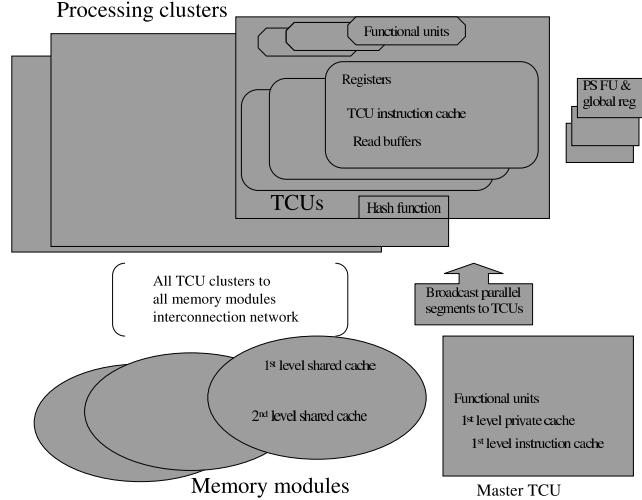 Processing clusters
Functional units
Registers
TCU instruction cache
Read buffers
TCUs
Hash function
PS FU &
global reg
All TCU clusters to
all memory modules
interconnection network
Broadcast parallel
segments to TCUs
1st level shared cache
2nd level shared cache
Memory modules
Functional units
1st level private cache
1st level instruction cache
Master TCU